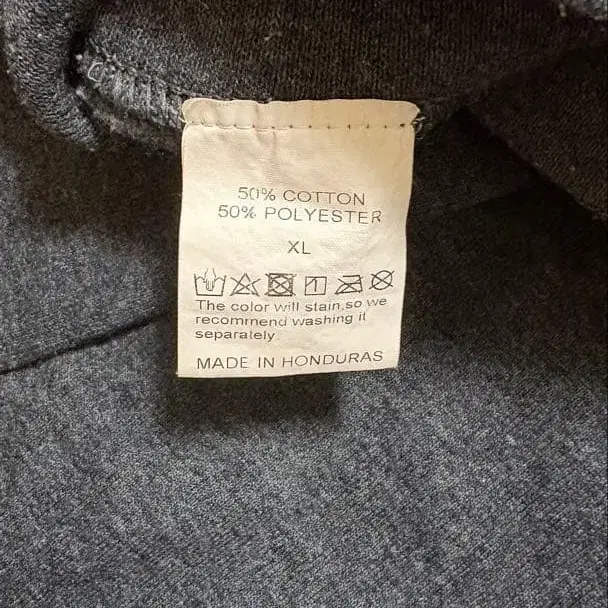 50% COTTON
50% POLYESTER
XL
The color will stain,so we
recommend washing it
separately.
MADE IN HONDURAS